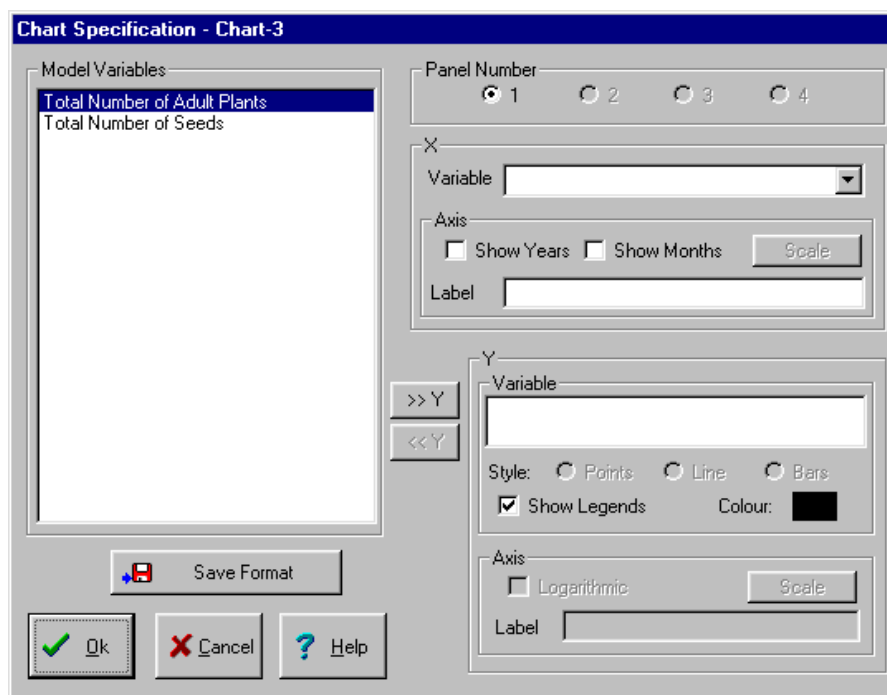 Chart Specification - Chart-3
Model Variables
Total Number of Adult Plants
Total Number of Seeds
Panel Number
1 2 3 4
X
Variable
Axis
Show Years Show Months Scale
Label
>> Y
<< Y
Y
Variable
Style: Points Line Bars
Show Legends Colour:
Axis
Logarithmic Scale
Label
Save Format
Ok Cancel Help